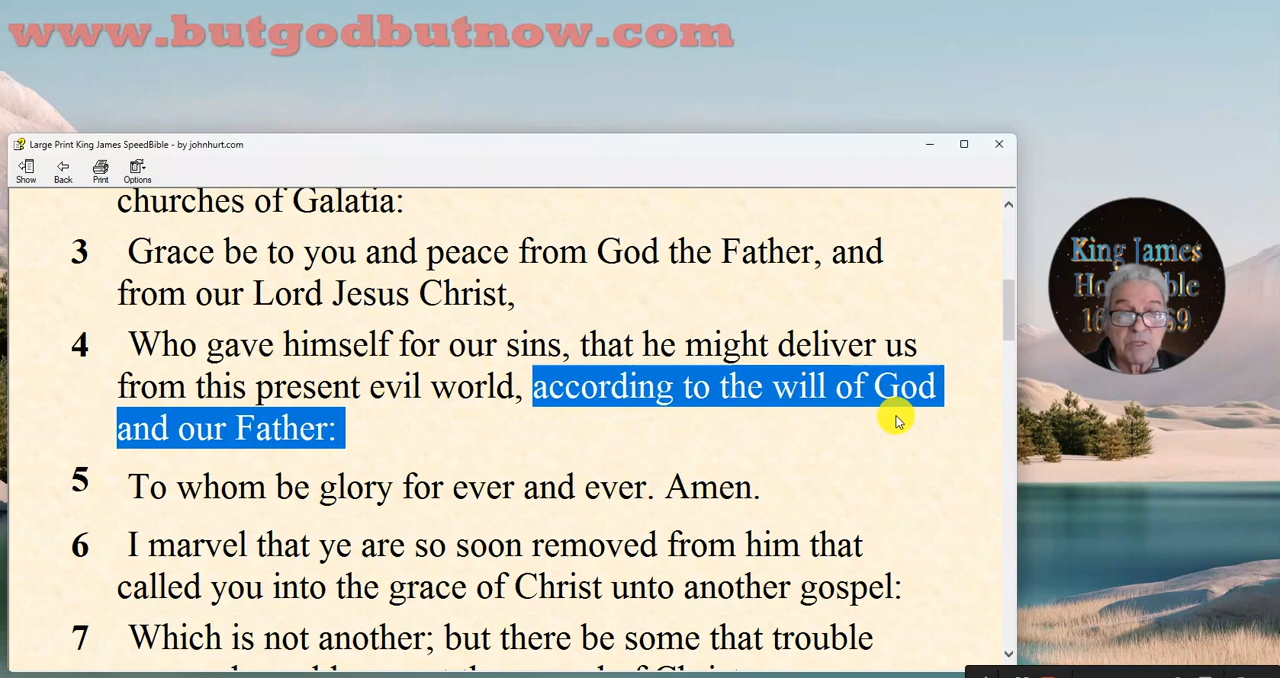 www.butgodbutnow.com
Large Print King James SpeedBible - by johnhurt.com
Show Back Print Options
churches of Galatia:
3 Grace be to you and peace from God the Father, and
from our Lord Jesus Christ,
4 Who gave himself for our sins, that he might deliver us
from this present evil world, according to the will of God
and our Father:
5 To whom be glory for ever and ever. Amen.
6 I marvel that ye are so soon removed from him that
called you into the grace of Christ unto another gospel:
7 Which is not another; but there be some that trouble
King James